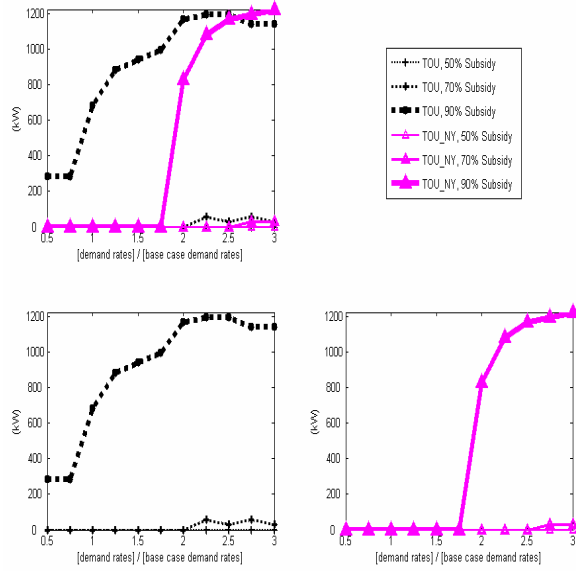 1200
1000
800
600
400
200
0
(kW)
0.5 1 1.5 2 2.5 3
[demand rates] / [base case demand rates]
TOU, 50% Subsidy
TOU, 70% Subsidy
TOU, 90% Subsidy
TOU_NY, 50% Subsidy
TOU_NY, 70% Subsidy
TOU_NY, 90% Subsidy
1200
1000
800
600
400
200
0
(kW)
0.5 1 1.5 2 2.5 3
[demand rates] / [base case demand rates]
1200
1000
800
600
400
200
0
(kW)
0.5 1 1.5 2 2.5 3
[demand rates] / [base case demand rates]